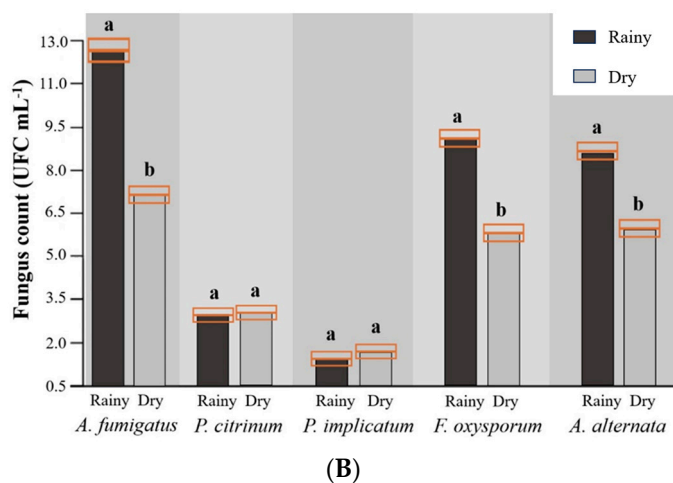 Rainy
Dry
Fungus count (UFC mL-1)
13.0
11.0
9.5
8.0
6.5
5.0
3.5
2.0
0.5
a
b
a
a
a
a
a
b
a
b
Rainy Dry Rainy Dry Rainy Dry Rainy Dry Rainy Dry
A. fumigatus P. citrinum P. implicatum F. oxysporum A. alternata
(B)